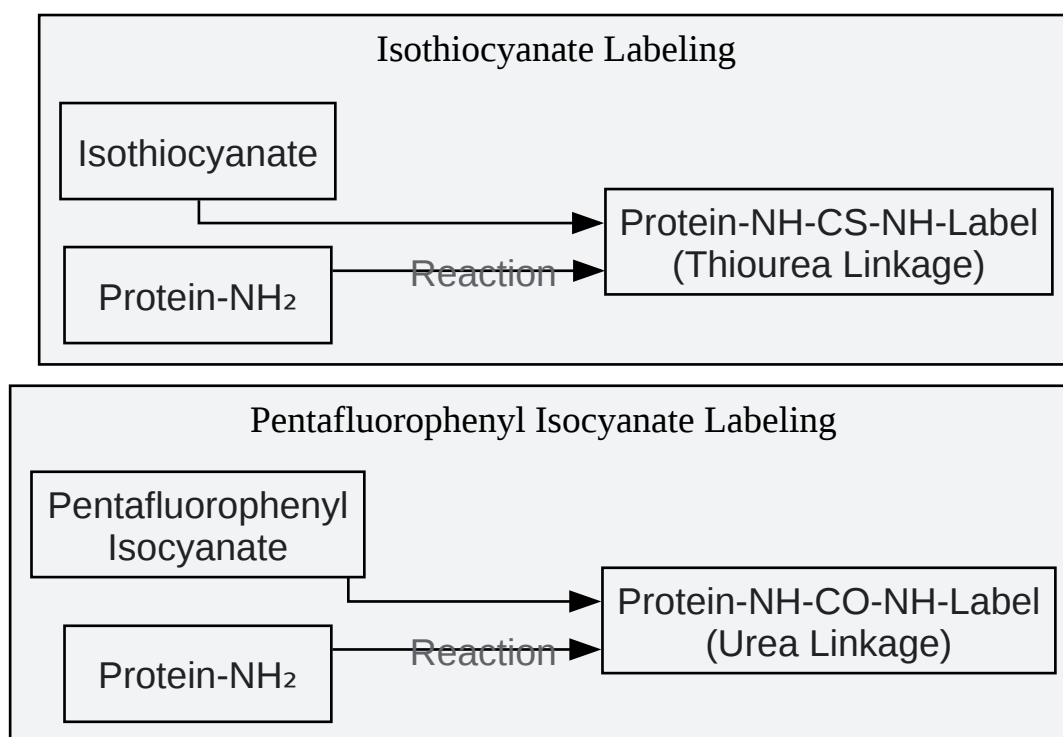 Isothiocyanate Labeling
Isothiocyanate
Protein-NH-CS-NH-Label
(Thiourea Linkage)
Reaction
Protein-NH₂
Pentafluorophenyl Isocyanate Labeling
Pentafluorophenyl
Isocyanate
Protein-NH-CO-NH-Label
(Urea Linkage)
Reaction
Protein-NH₂